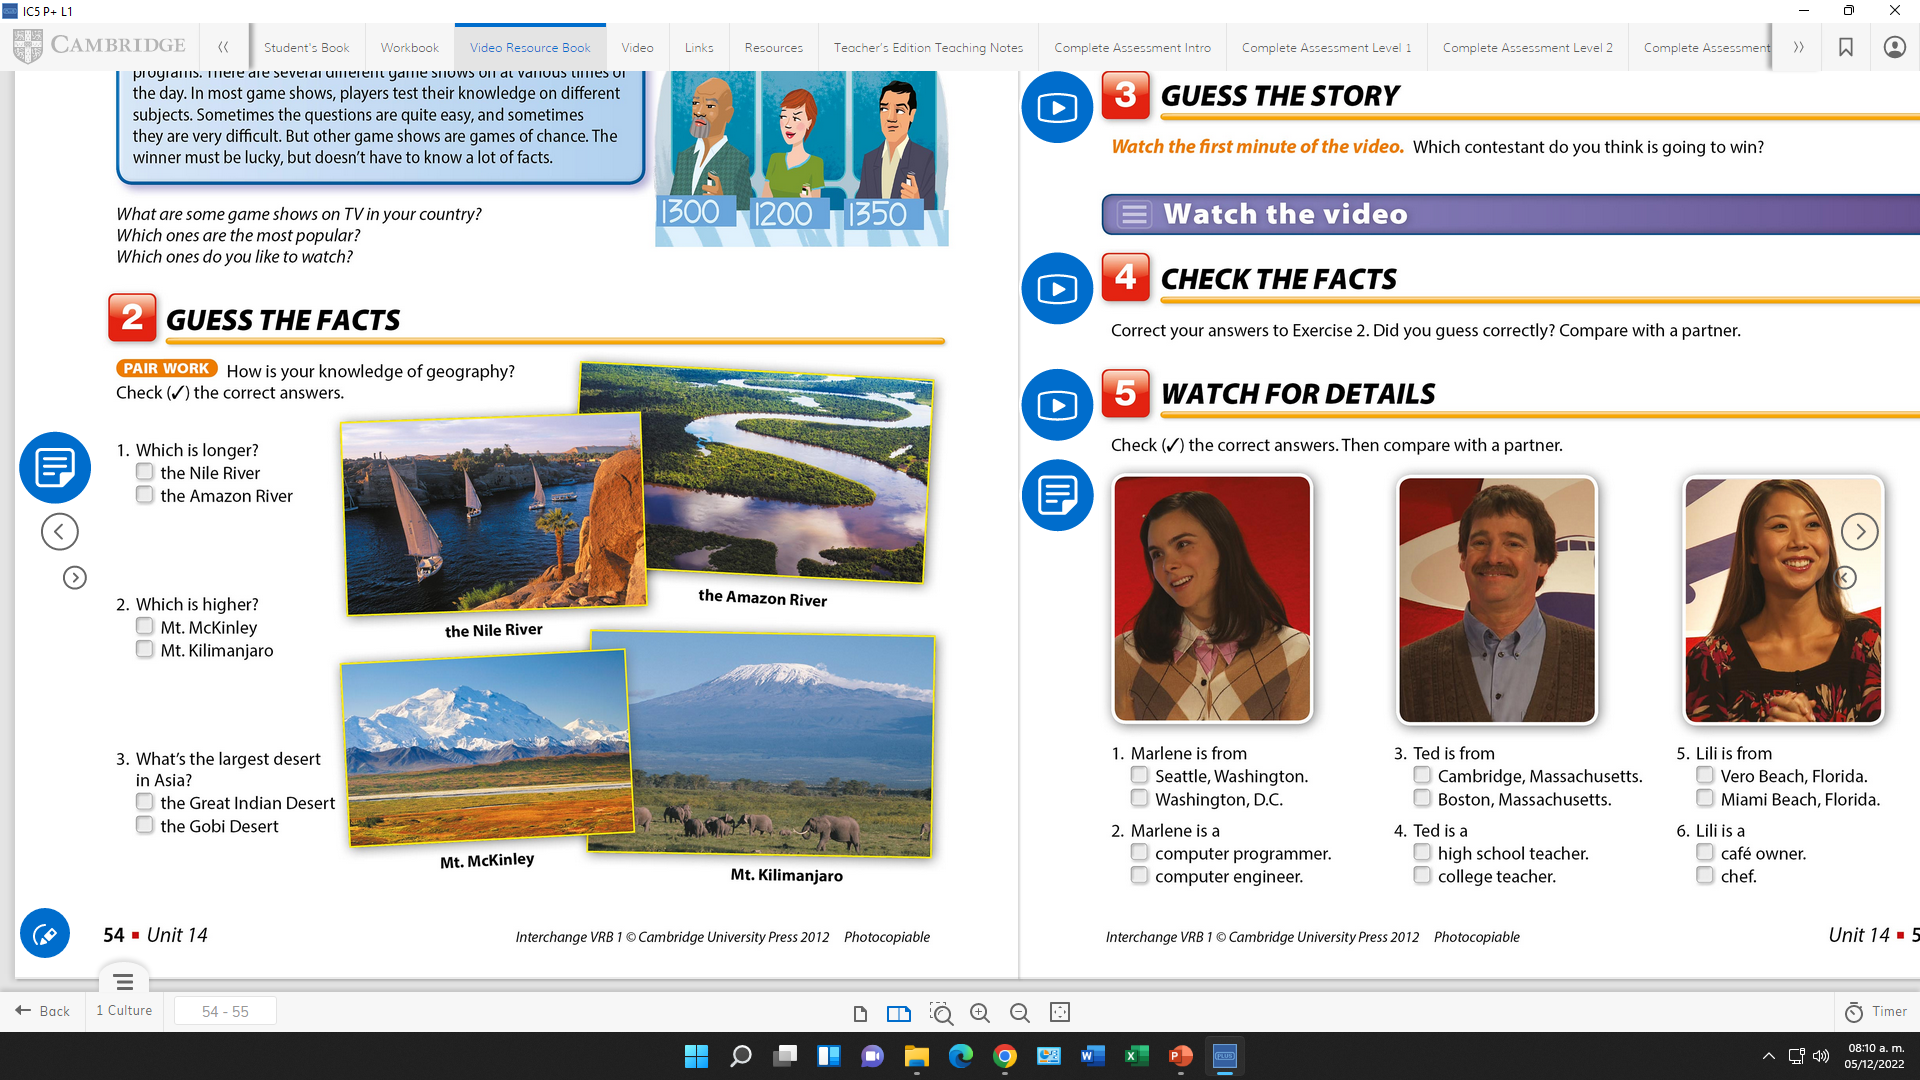 IC5 P+ L1
CAMBRIDGE
Student's Book
Workbook
Video Resource Book
Video
Links
Resources
Teacher's Edition Teaching Notes
Complete Assessment Intro
Complete Assessment Level 1
Complete Assessment Level 2
Complete Assessment
programs. There are several different game shows on at various times of
the day. In most game shows, players test their knowledge on different
subjects. Sometimes the questions are quite easy, and sometimes
they are very difficult. But other game shows are games of chance. The
winner must be lucky, but doesn't have to know a lot of facts.
1300 1200 1350
What are some game shows on TV in your country?
Which ones are the most popular?
Which ones do you like to watch?
2 GUESS THE FACTS
PAIR WORK How is your knowledge of geography?
Check (✓) the correct answers.
1. Which is longer?
the Nile River
the Amazon River
the Amazon River
the Nile River
2. Which is higher?
Mt. McKinley
Mt. Kilimanjaro
3. What's the largest desert
in Asia?
the Great Indian Desert
the Gobi Desert
Mt. McKinley
Mt. Kilimanjaro
54 ▪ Unit 14
Interchange VRB 1 © Cambridge University Press 2012 Photocopiable
3 GUESS THE STORY
Watch the first minute of the video. Which contestant do you think is going to win?
Watch the video
4 CHECK THE FACTS
Correct your answers to Exercise 2. Did you guess correctly? Compare with a partner.
5 WATCH FOR DETAILS
Check (✓) the correct answers. Then compare with a partner.
1. Marlene is from
Seattle, Washington.
Washington, D.C.
2. Marlene is a
computer programmer.
computer engineer.
3. Ted is from
Cambridge, Massachusetts.
Boston, Massachusetts.
4. Ted is a
high school teacher.
college teacher.
5. Lili is from
Vero Beach, Florida.
Miami Beach, Florida.
6. Lili is a
café owner.
chef.
Interchange VRB 1 © Cambridge University Press 2012 Photocopiable
Unit 14 ▪ 5
Back
1 Culture
54 - 55
Timer
PLUS
08:10 a. m.
05/12/2022